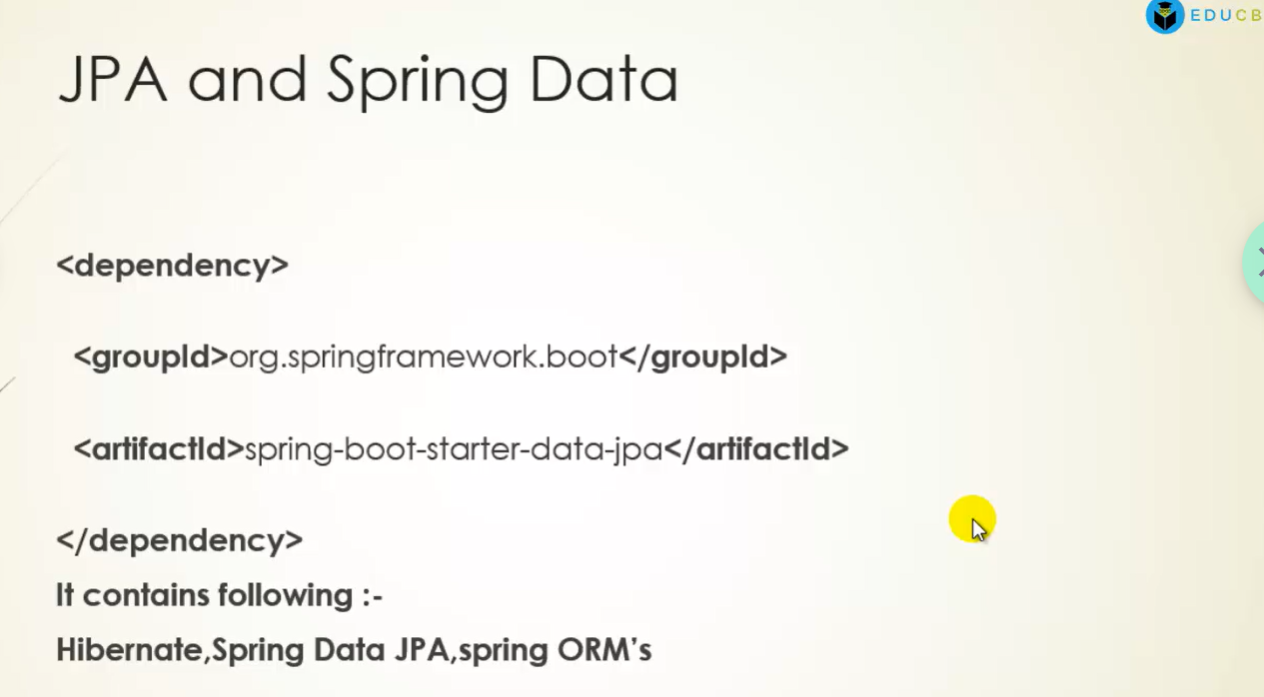 EDUCB
JPA and Spring Data
<dependency>
<groupId>org.springframework.boot</groupId>
<artifactId>spring-boot-starter-data-jpa</artifactId>
</dependency>
It contains following :-
Hibernate,Spring Data JPA,spring ORM’s